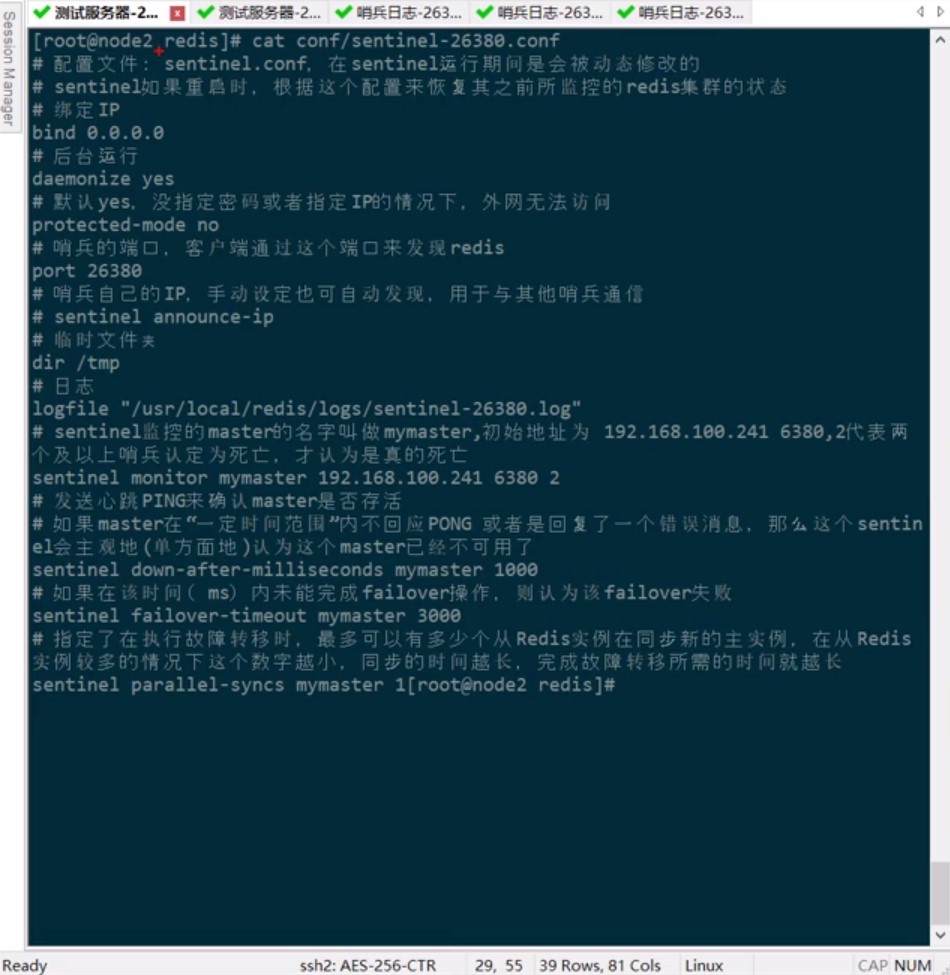 测试服务器-2...
测试服务器-2...
哨兵日志-263...
哨兵日志-263...
哨兵日志-263...
Session Manager
[root@node2 redis]# cat conf/sentinel-26380.conf
# 配置文件：sentinel.conf，在sentinel运行期间是会被动态修改的
# sentinel如果重启时，根据这个配置来恢复其之前所监控的redis集群的状态
# 绑定IP
bind 0.0.0.0
# 后台运行
daemonize yes
# 默认yes，没指定密码或者指定IP的情况下，外网无法访问
protected-mode no
# 哨兵的端口，客户端通过这个端口来发现redis
port 26380
# 哨兵自己的IP，手动设定也可自动发现，用于与其他哨兵通信
# sentinel announce-ip
# 临时文件夹
dir /tmp
# 日志
logfile "/usr/local/redis/logs/sentinel-26380.log"
# sentinel监控的master的名字叫做mymaster,初始地址为 192.168.100.241 6380,2代表两
个及以上哨兵认定为死亡，才认为是真的死亡
sentinel monitor mymaster 192.168.100.241 6380 2
# 发送心跳PING来确认master是否存活
# 如果master在“一定时间范围”内不回应PONG 或者是回复了一个错误消息，那么这个sentin
el会主观地(单方面地)认为这个master已经不可用了
sentinel down-after-milliseconds mymaster 1000
# 如果在该时间（ms）内未能完成failover操作，则认为该failover失败
sentinel failover-timeout mymaster 3000
# 指定了在执行故障转移时，最多可以有多少个从Redis实例在同步新的主实例，在从Redis
实例较多的情况下这个数字越小，同步的时间越长，完成故障转移所需的时间就越长
sentinel parallel-syncs mymaster 1[root@node2 redis]#
Ready ssh2: AES-256-CTR 29, 55 39 Rows, 81 Cols Linux CAP NUM